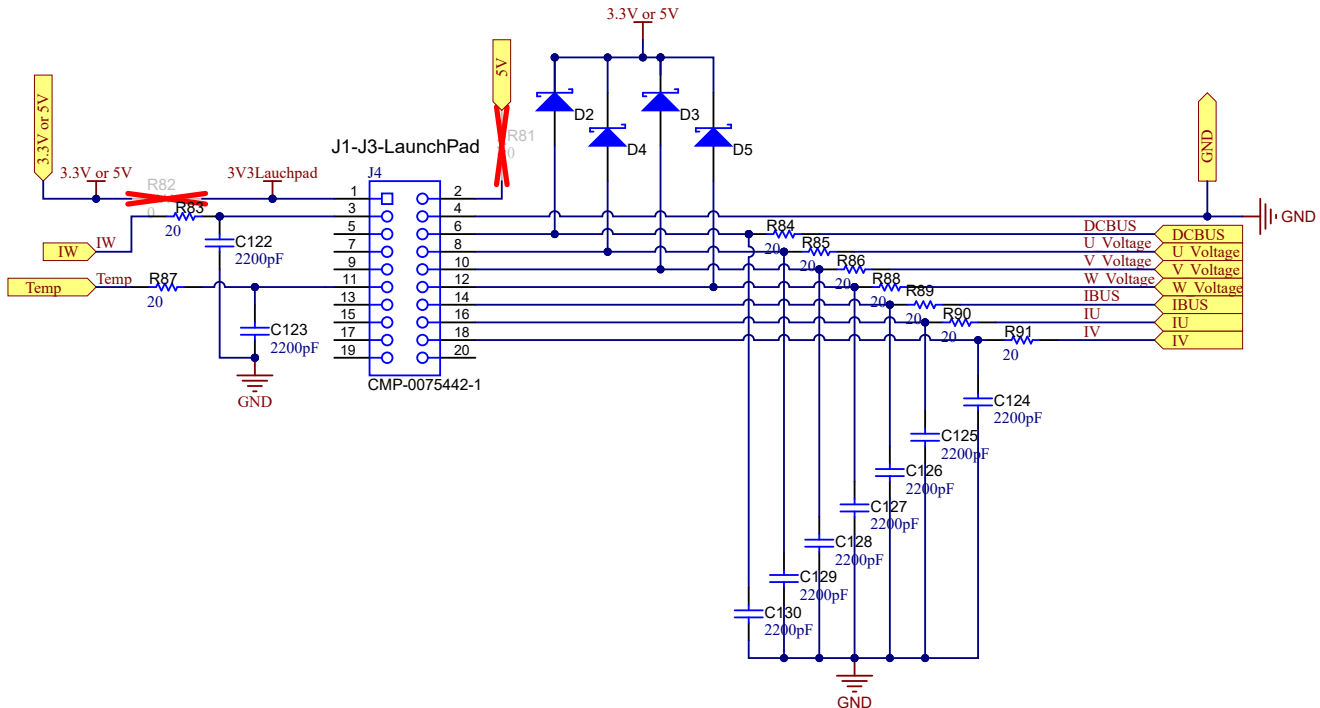 3.3V or 5V
5V
3.3V or 5V
D2
D3
R81
0
D4
D5
J1-J3-LaunchPad
GND
3.3V or 5V
R82
0
3V3Lauchpad
J4
1
2
R83
20
3
4
GND
5
6
R84
20
DCBUS
DCBUS
IW
IW
C122
2200pF
7
8
R85
20
U Voltage
U Voltage
9
10
R86
20
V Voltage
V Voltage
Temp
Temp
R87
20
11
12
R88
20
W Voltage
W Voltage
13
14
R89
20
IBUS
IBUS
C123
2200pF
15
16
R90
20
IU
IU
17
18
R91
20
IV
IV
19
20
GND
CMP-0075442-1
C124
2200pF
C125
2200pF
C126
2200pF
C127
2200pF
C128
2200pF
C129
2200pF
C130
2200pF
GND